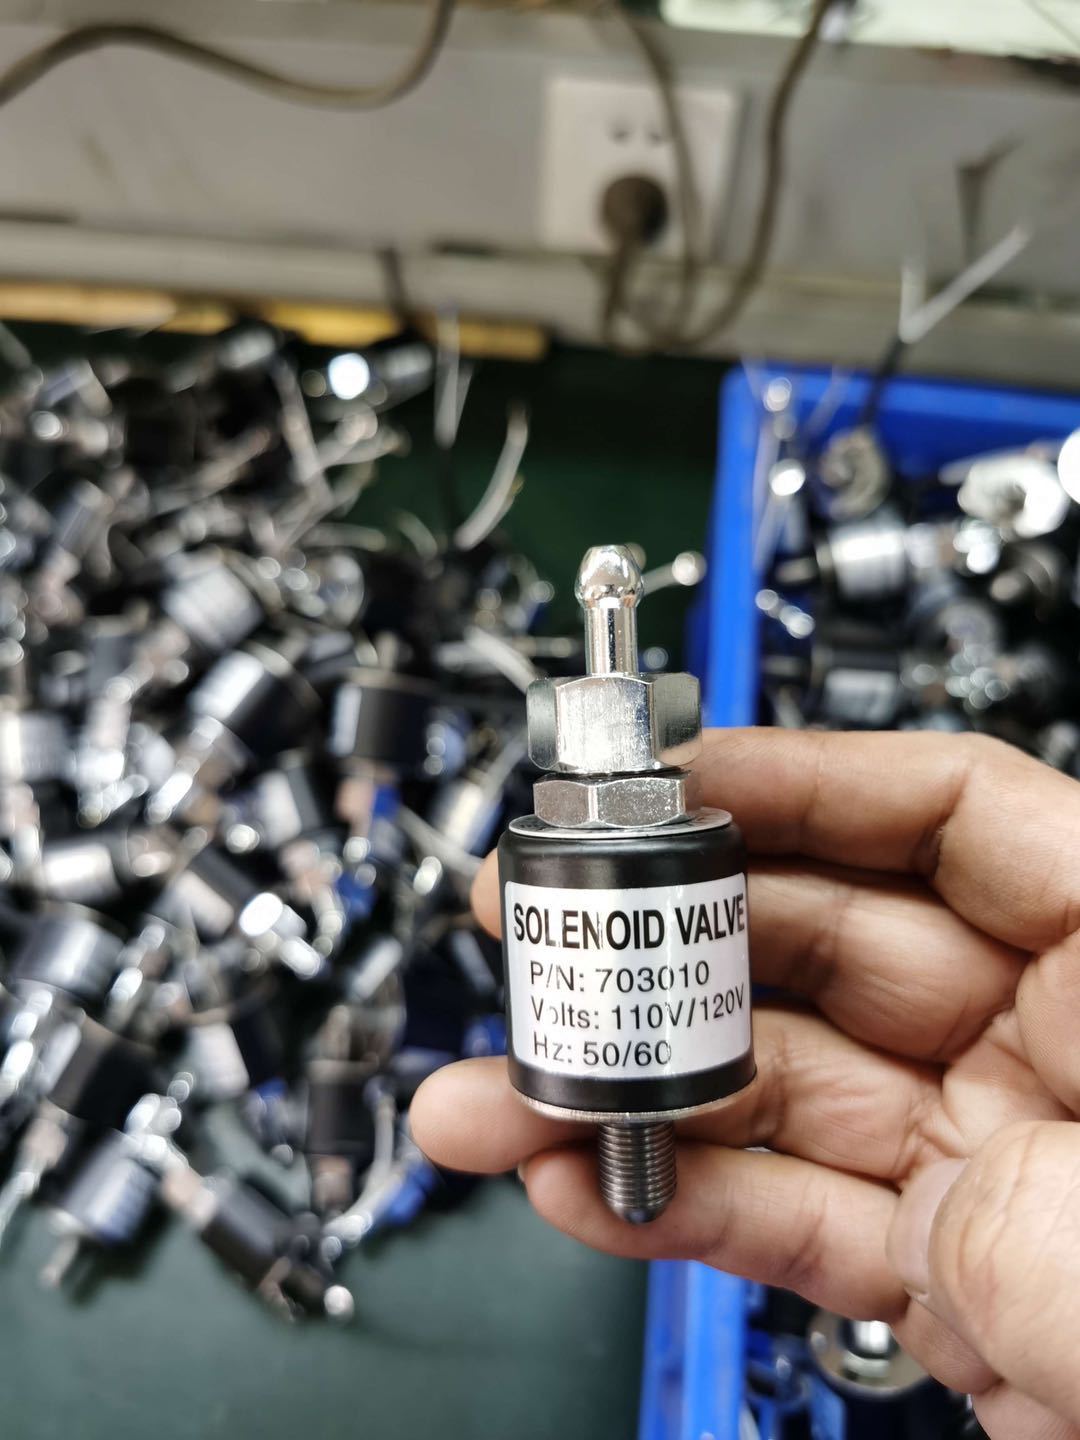 SOLENOID VALVE
P/N: 703010
Volts: 110V/120V
Hz: 50/60